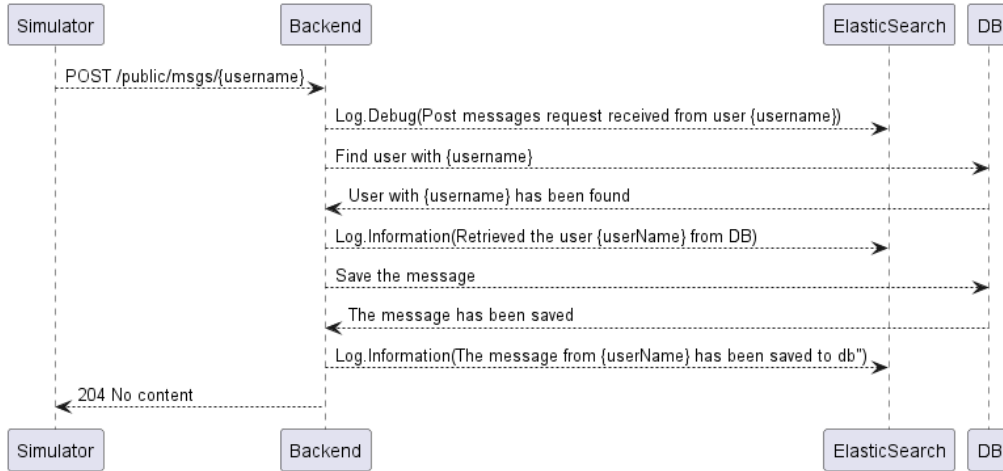 Simulator Backend ElasticSearch DB
POST /public/msgs/{username}
Log.Debug(Post messages request received from user {username})
Find user with {username}
User with {username} has been found
Log.Information(Retrieved the user {userName} from DB)
Save the message
The message has been saved
Log.Information(The message from {userName} has been saved to db")
204 No content
Simulator Backend ElasticSearch DB